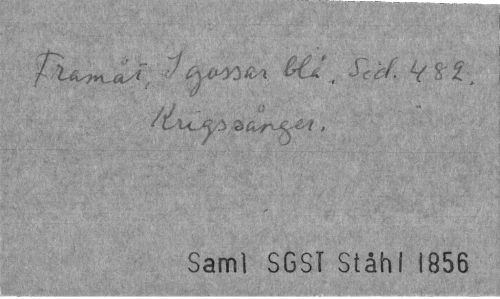 Framåt, I gossar blå. Sid. 482.
Krigssånger.
Saml SGST Ståhl 1856